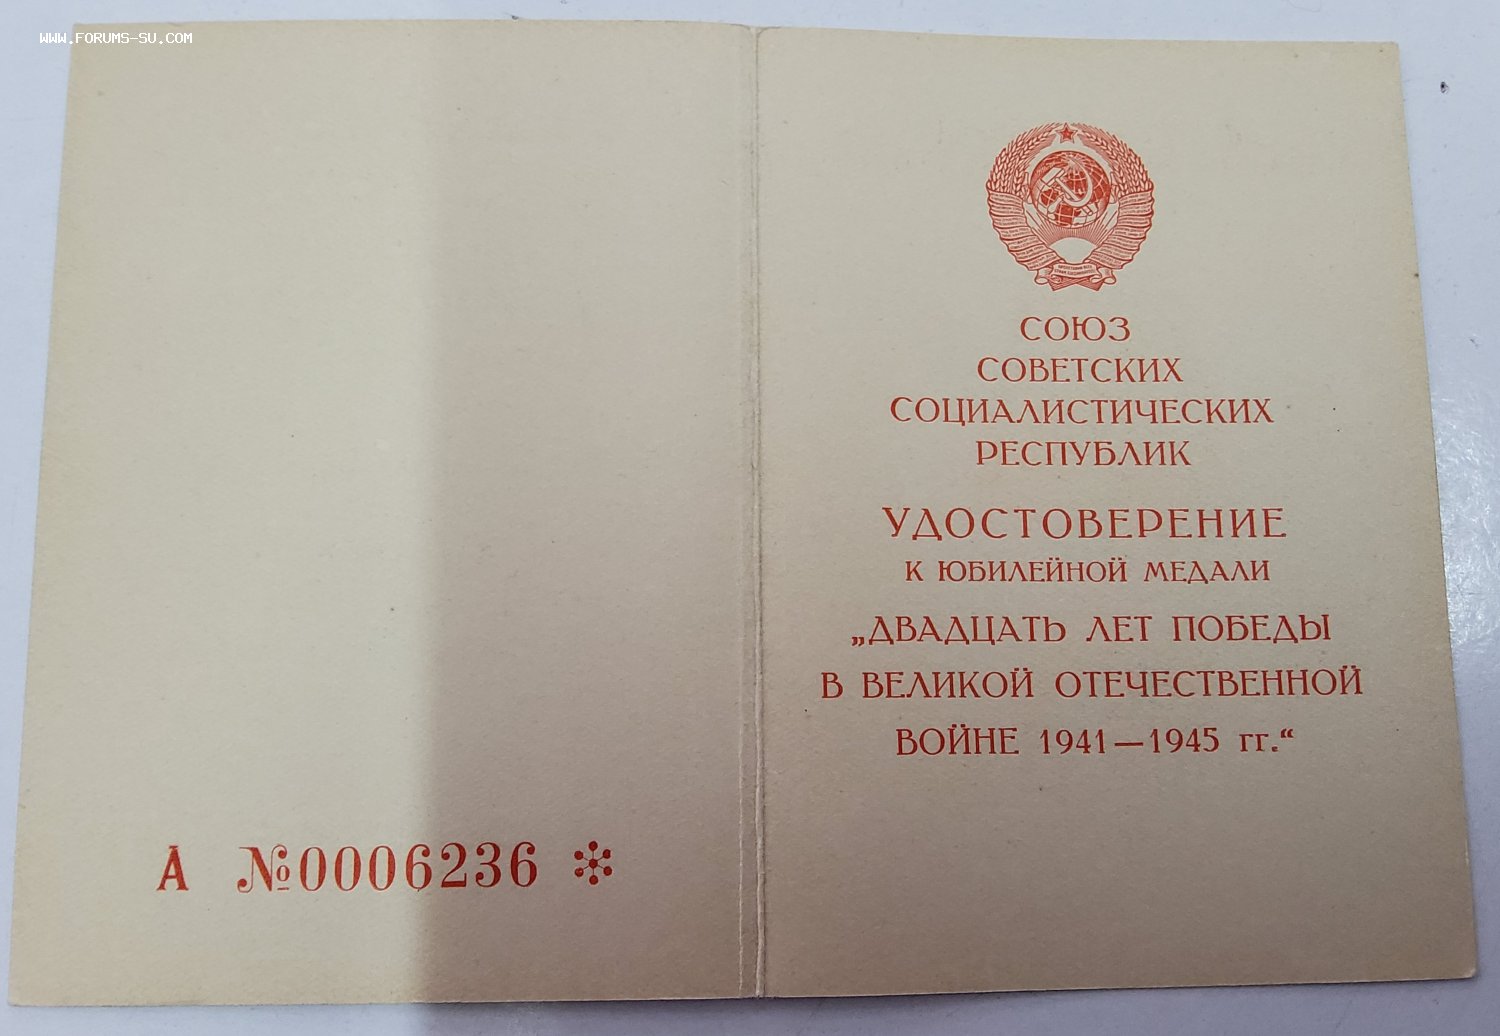 WWW.FORUMS-SU.COM
А №0006236
СОЮЗ
СОВЕТСКИХ
СОЦИАЛИСТИЧЕСКИХ
РЕСПУБЛИК
УДОСТОВЕРЕНИЕ
К ЮБИЛЕЙНОЙ МЕДАЛИ
„ДВАДЦАТЬ ЛЕТ ПОБЕДЫ
В ВЕЛИКОЙ ОТЕЧЕСТВЕННОЙ
ВОЙНЕ 1941—1945 гг.“